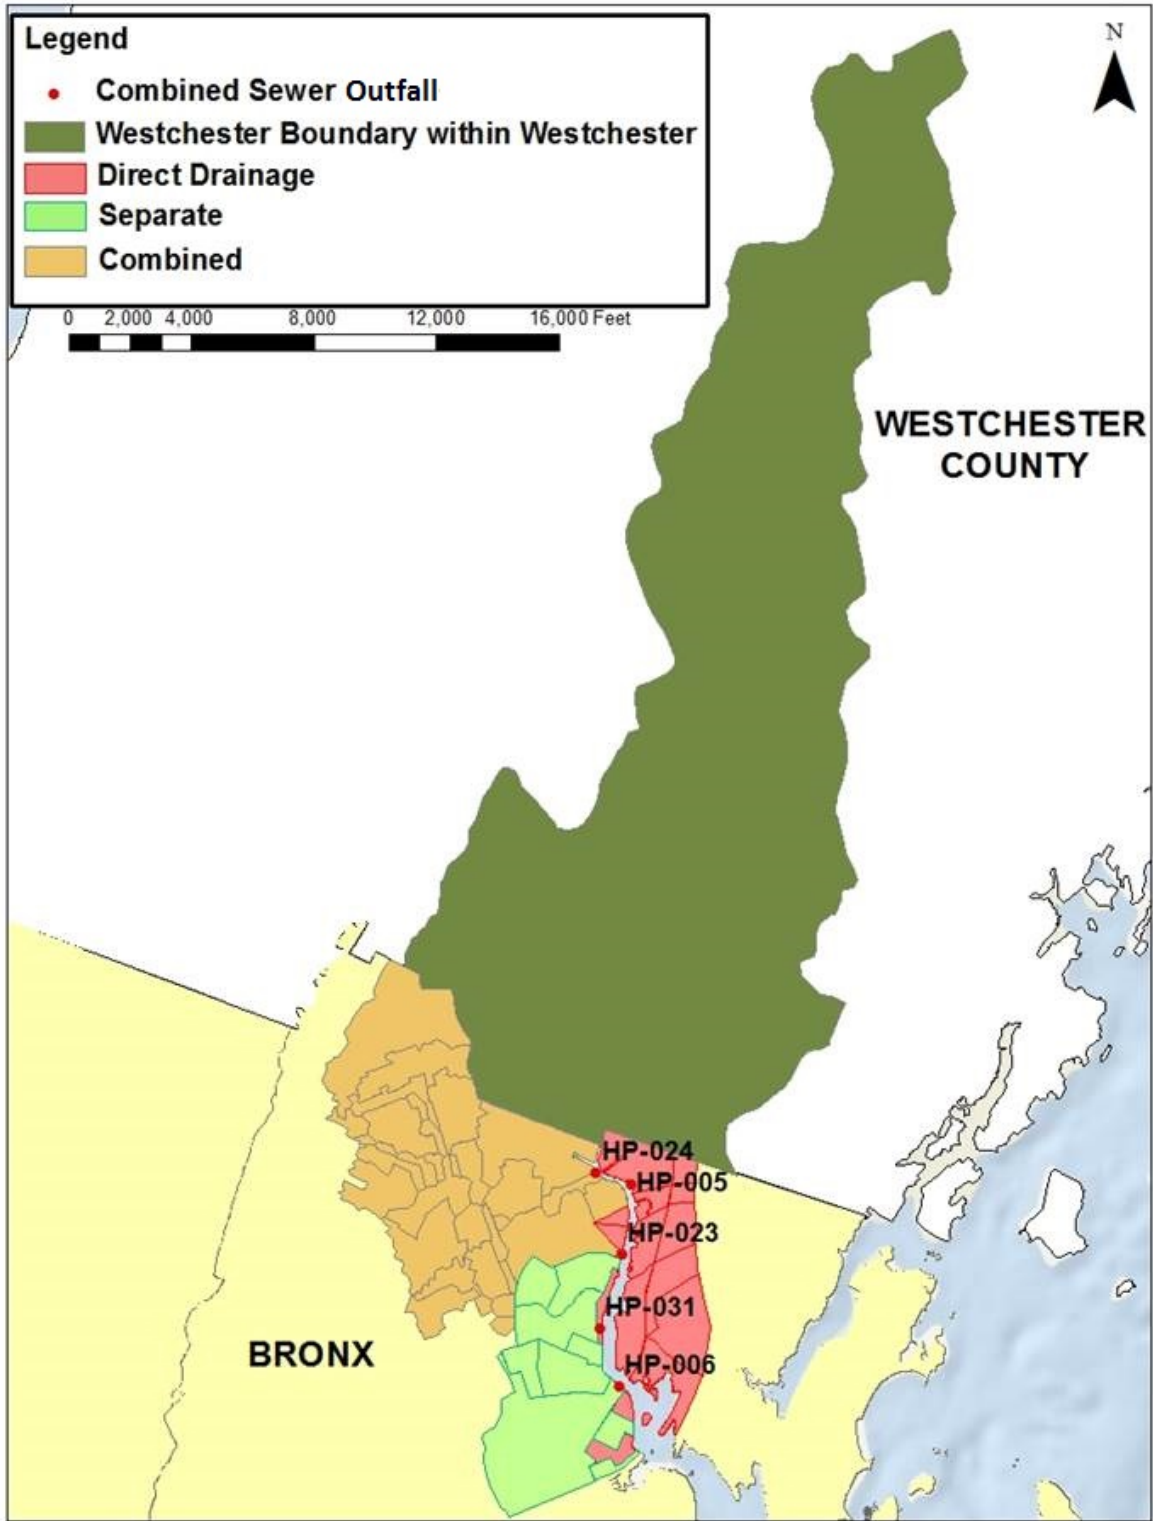 Legend
Combined Sewer Outfall
Westchester Boundary within Westchester
Direct Drainage
Separate
Combined
0 2,000 4,000 8,000 12,000 16,000 Feet
N
WESTCHESTER
COUNTY
HP-024
HP-005
HP-023
HP-031
BRONX
HP-006